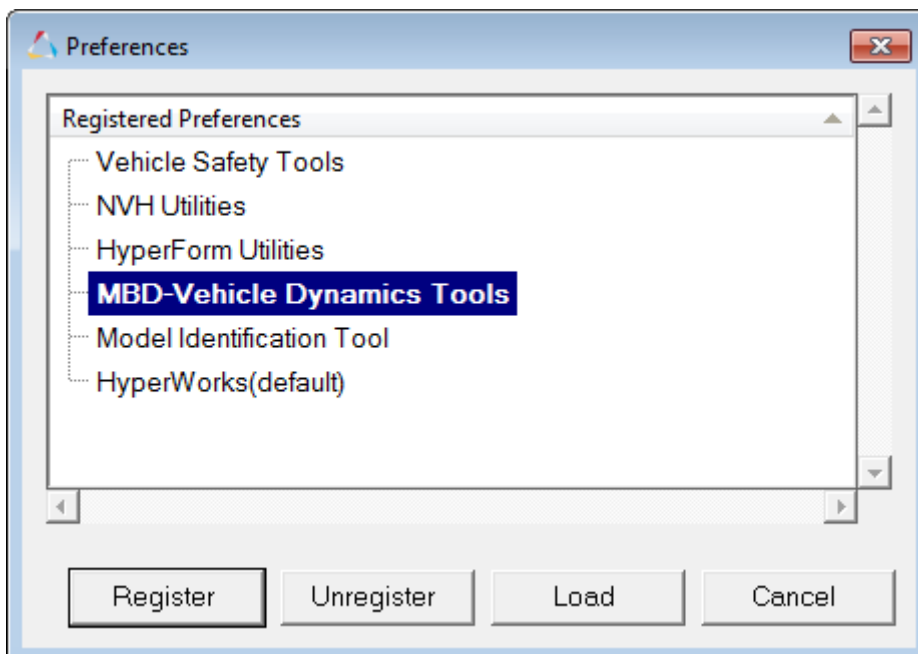 Preferences
Registered Preferences
Vehicle Safety Tools
NVH Utilities
HyperForm Utilities
MBD-Vehicle Dynamics Tools
Model Identification Tool
HyperWorks(default)
Register Unregister Load Cancel